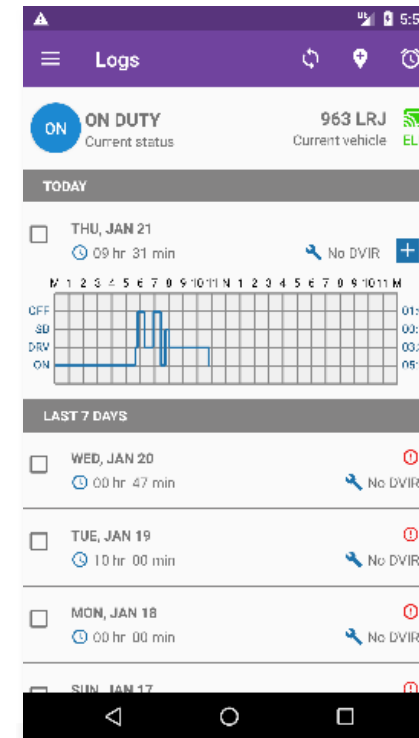 5:5
Logs
ON
ON DUTY
963 LRJ
Current status
Current vehicle
EL
TODAY
THU, JAN 21
09 hr 31 min
No DVIR
M 1 2 3 4 5 6 7 8 9 10 11 N 1 2 3 4 5 6 7 8 9 10 11 M
OFF
SB
DRV
ON
LAST 7 DAYS
WED, JAN 20
00 hr 47 min
No DVIR
TUE, JAN 19
10 hr 00 min
No DVIR
MON, JAN 18
00 hr 00 min
No DVIR
SUN, JAN 17